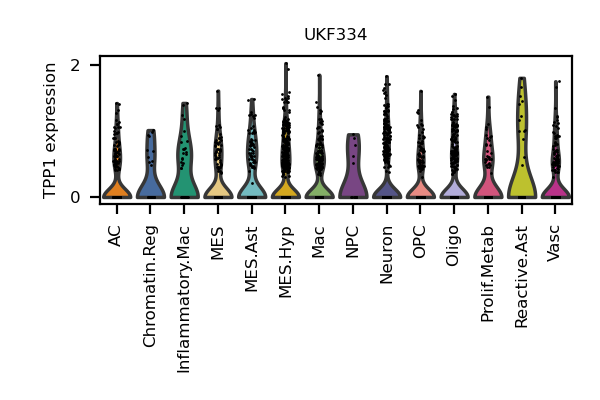 UKF334
TPP1 expression
2
0
AC
Chromatin.Reg
Inflammatory.Mac
MES
MES.Ast
MES.Hyp
Mac
NPC
Neuron
OPC
Oligo
Prolif.Metab
Reactive.Ast
Vasc